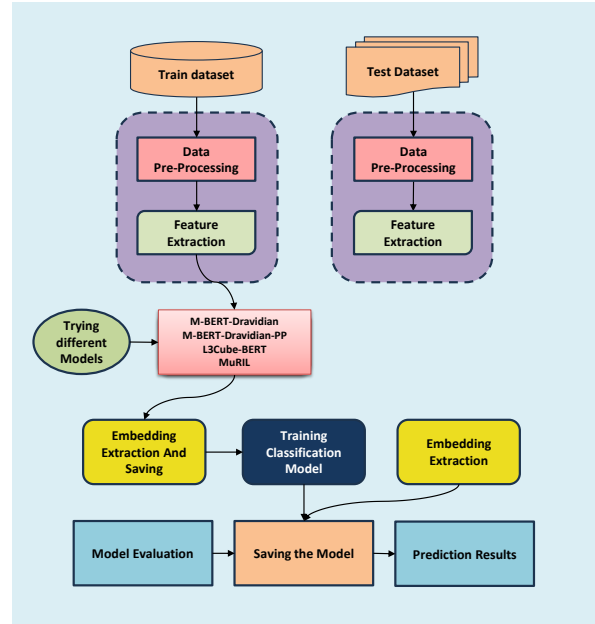 Train dataset
Test Dataset
Data
Pre-Processing
Data
Pre-Processing
Feature
Extraction
Feature
Extraction
Trying
different
Models
M-BERT-Dravidian
M-BERT-Dravidian-PP
L3Cube-BERT
MuRIL
Embedding
Extraction And
Saving
Training
Classification
Model
Embedding
Extraction
Model Evaluation
Saving the Model
Prediction Results